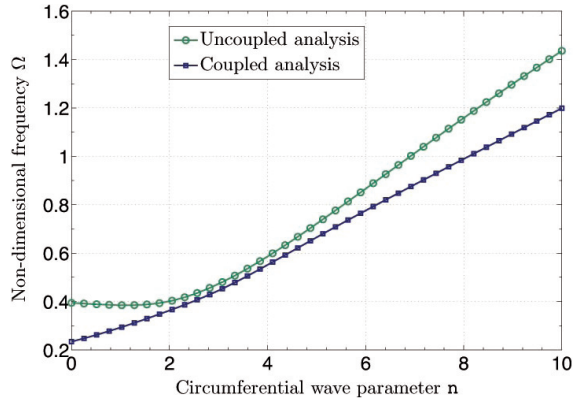 1.6
1.4
1.2
1
0.8
0.6
0.4
0.2
Non-dimensional frequency Ω
Uncoupled analysis
Coupled analysis
0 2 4 6 8 10
Circumferential wave parameter n